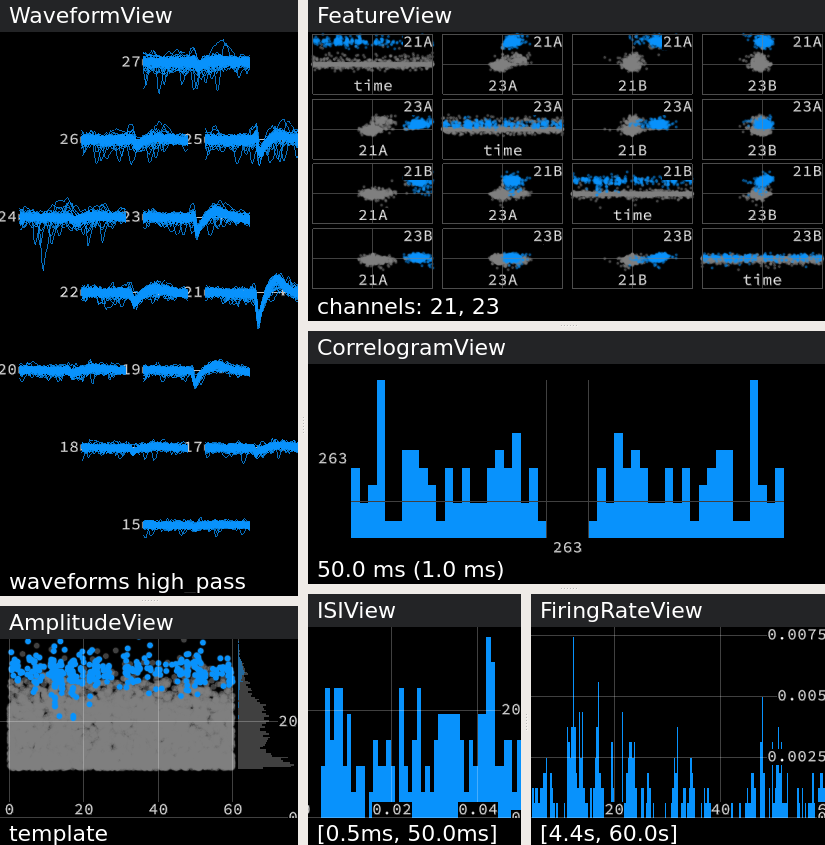 WaveformView
27
26 25
24 23
22 21
20 19
18 17
15
waveforms high_pass
AmplitudeView
20
0 20 40 60 0
template
FeatureView
21A 21A 21A 21A
time 23A 21B 23B
23A 23A 23A 23A
21A time 21B 23B
21B 21B 21B 21B
21A 23A time 23B
23B 23B 23B 23B
21A 23A 21B time
channels: 21, 23
CorrelogramView
263
263
50.0 ms (1.0 ms)
ISIView
20
0.02 0.04
[0.5ms, 50.0ms]
FiringRateView
0.0075
0.005
0.0025
20 40
[4.4s, 60.0s]